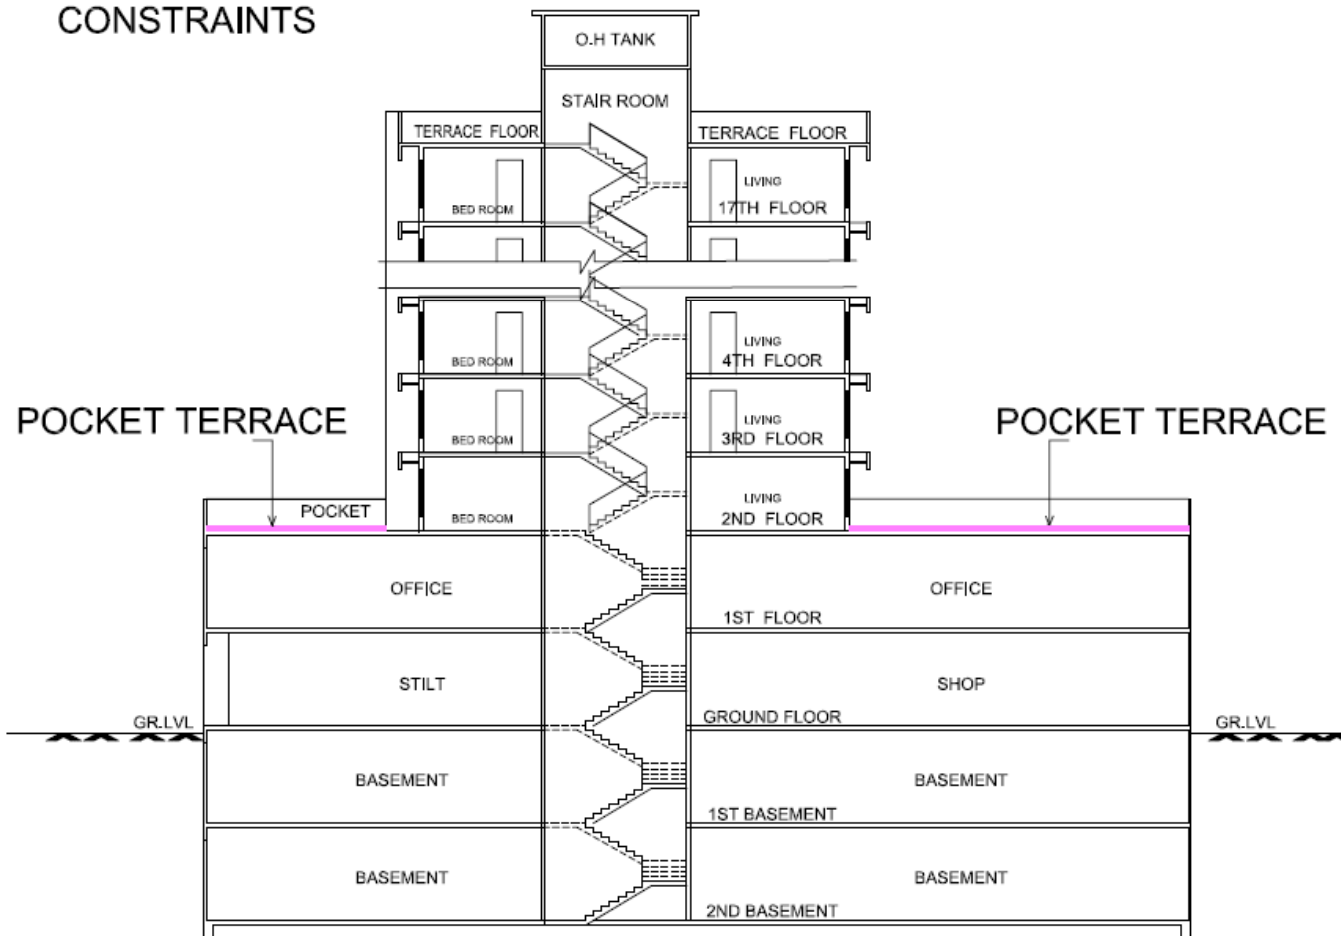 CONSTRAINTS
O.H TANK
STAIR ROOM
TERRACE FLOOR
TERRACE FLOOR
LIVING
BED ROOM
17TH FLOOR
LIVING
BED ROOM
4TH FLOOR
POCKET TERRACE
POCKET TERRACE
LIVING
BED ROOM
3RD FLOOR
LIVING
POCKET
BED ROOM
2ND FLOOR
OFFICE
OFFICE
1ST FLOOR
STILT
SHOP
GR.LVL
GROUND FLOOR
GR.LVL
BASEMENT
BASEMENT
1ST BASEMENT
BASEMENT
BASEMENT
2ND BASEMENT